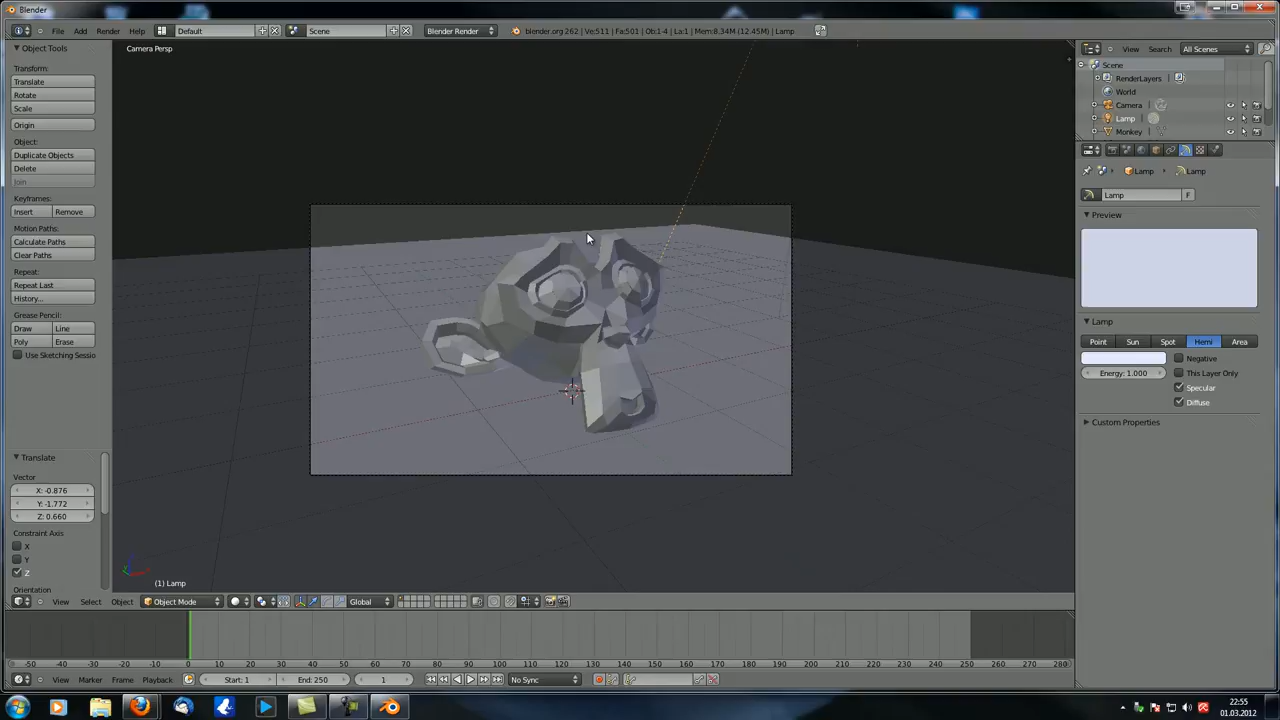 Blender
File Add Render Help Default Scene Blender Render blender.org 262 | Ve:511 | Fa:501 | Ob:1-4 | La:1 | Mem:8.34M (12.45M) | Lamp
Object Tools
Transform:
Translate
Rotate
Scale
Origin
Object:
Duplicate Objects
Delete
Join
Keyframes:
Insert Remove
Motion Paths:
Calculate Paths
Clear Paths
Repeat:
Repeat Last
History...
Grease Pencil:
Draw Line
Poly Erase
Use Sketching Sessio
Translate
Vector
X: -0.876
Y: -1.772
Z: 0.660
Constraint Axis
X
Y
Z
Orientation
Camera Persp
(1) Lamp
View Select Object Object Mode Global
View Search All Scenes
Scene
RenderLayers
World
Camera
Lamp
Monkey
Lamp Lamp
Lamp F
Preview
Lamp
Point Sun Spot Hemi Area
Negative
Energy: 1.000 This Layer Only
Specular
Diffuse
Custom Properties
-50 -40 -30 -20 -10 0 10 20 30 40 50 60 70 80 90 100 110 120 130 140 150 160 170 180 190 200 210 220 230 240 250 260 270 280
View Marker Frame Playback Start: 1 End: 250 1 No Sync
22:55
01.03.2012